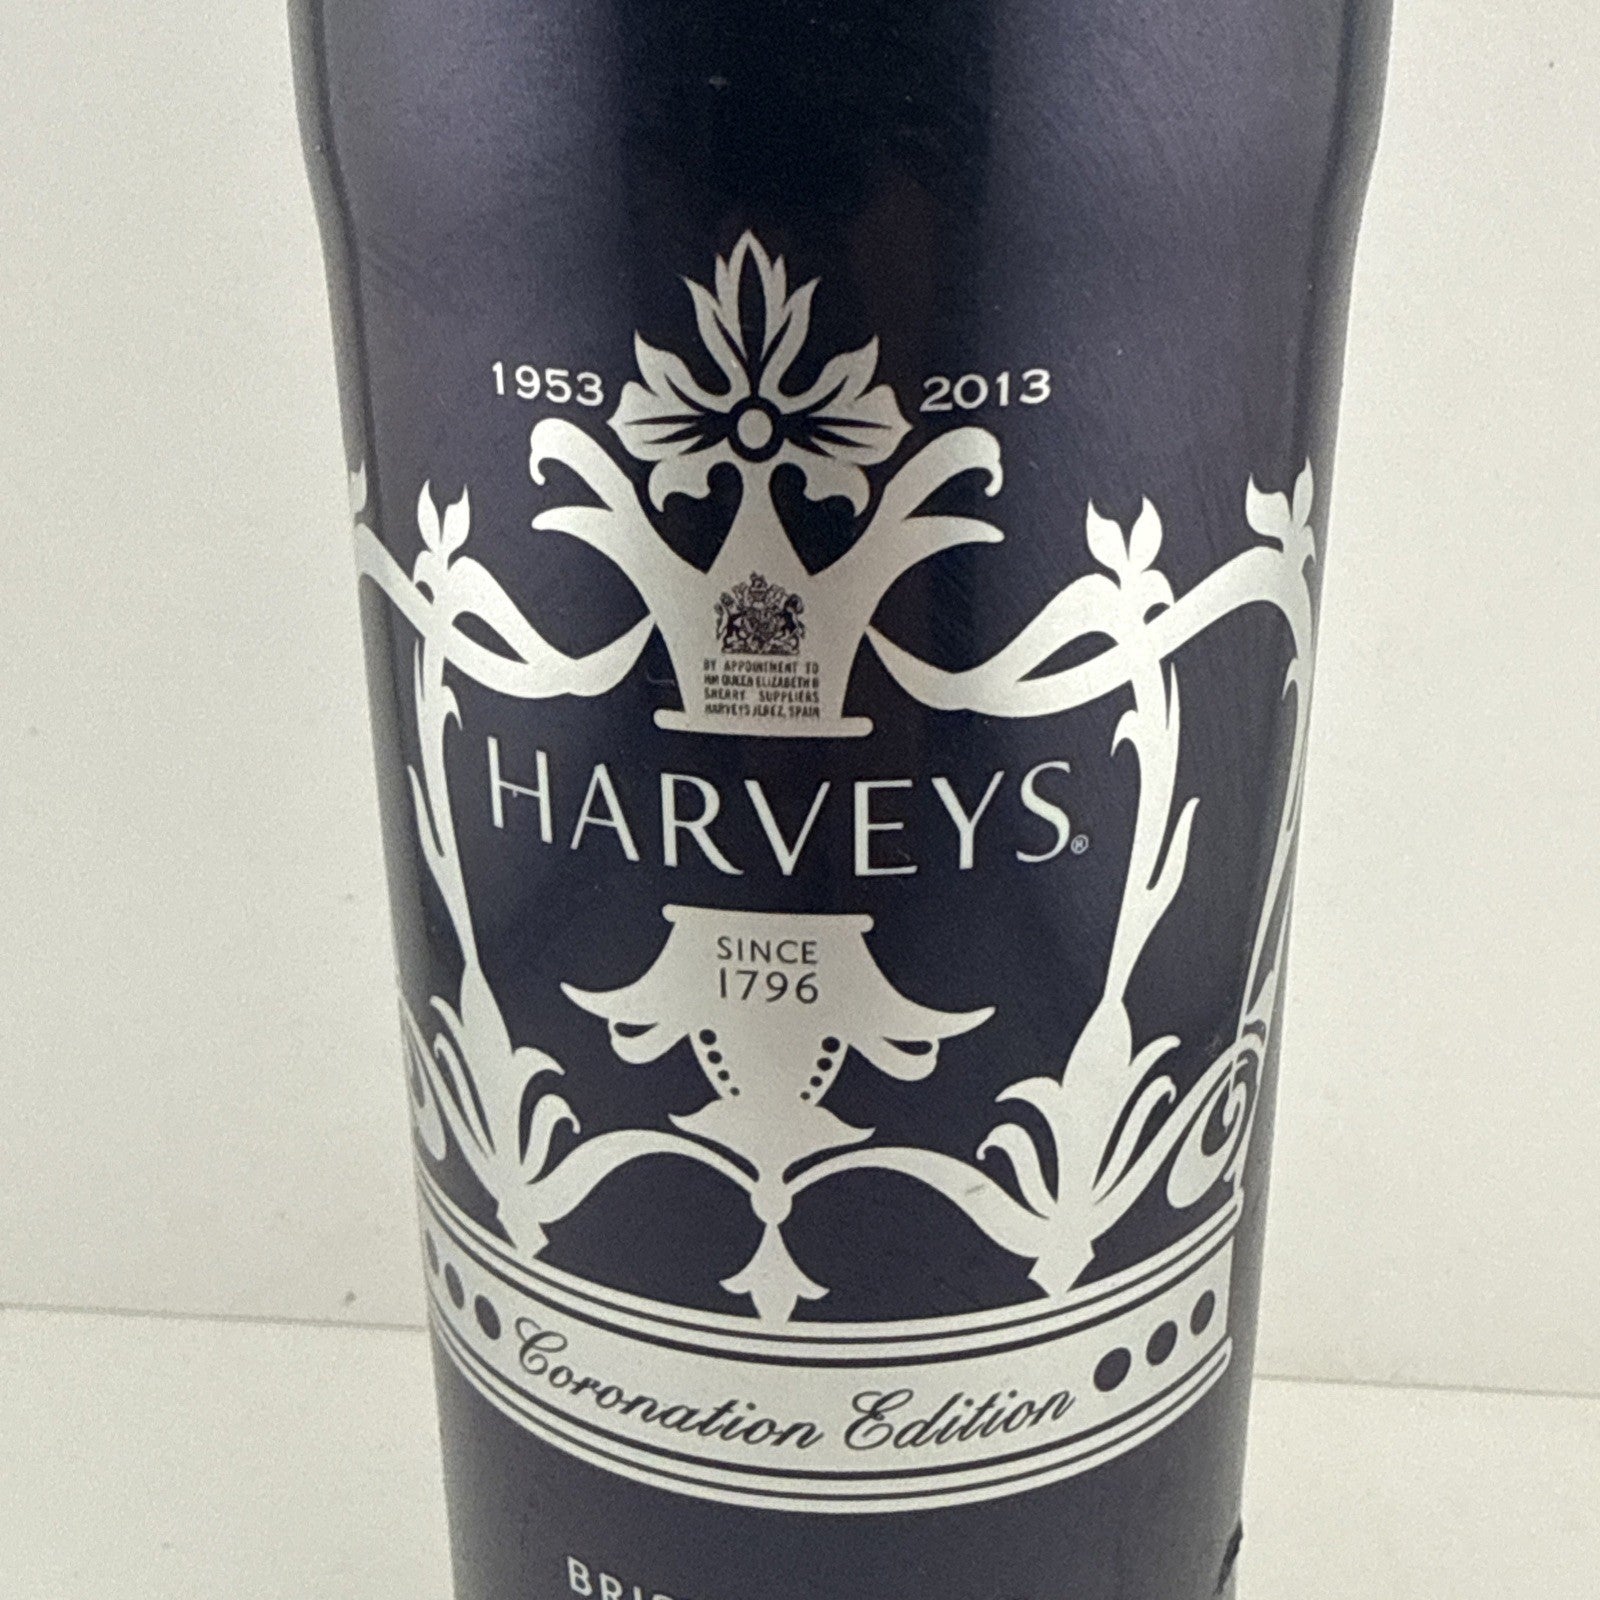 1953 2013
BY APPOINTMENT TO
HM QUEEN ELIZABETH II
SHERRY SUPPLIERS
HARVEYS JEREZ, SPAIN
HARVEYS®
SINCE
1796
Coronation Edition